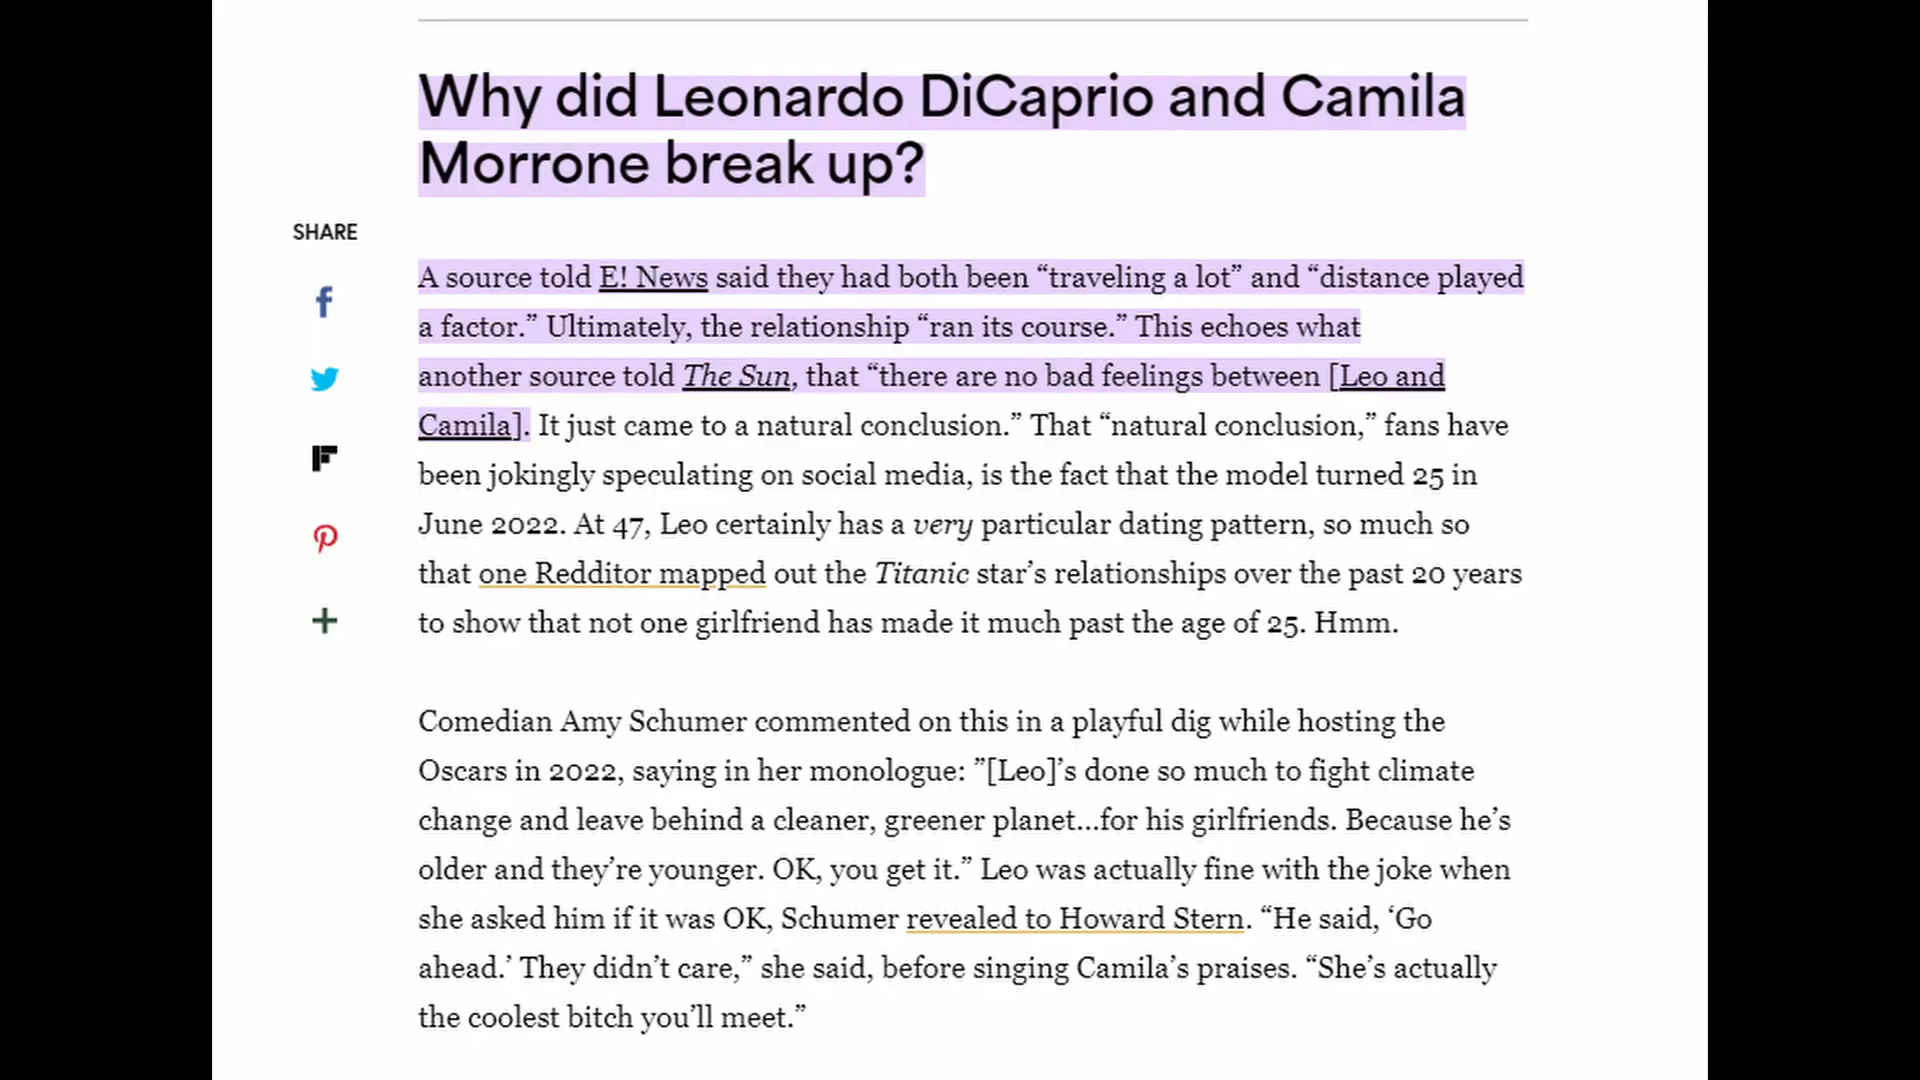 Why did Leonardo DiCaprio and Camila
Morrone break up?
SHARE
A source told E! News said they had both been “traveling a lot” and “distance played
a factor.” Ultimately, the relationship “ran its course.” This echoes what
another source told The Sun, that “there are no bad feelings between [Leo and
Camila]. It just came to a natural conclusion.” That “natural conclusion,” fans have
been jokingly speculating on social media, is the fact that the model turned 25 in
June 2022. At 47, Leo certainly has a very particular dating pattern, so much so
that one Redditor mapped out the Titanic star’s relationships over the past 20 years
to show that not one girlfriend has made it much past the age of 25. Hmm.
Comedian Amy Schumer commented on this in a playful dig while hosting the
Oscars in 2022, saying in her monologue: ”[Leo]’s done so much to fight climate
change and leave behind a cleaner, greener planet...for his girlfriends. Because he’s
older and they’re younger. OK, you get it.” Leo was actually fine with the joke when
she asked him if it was OK, Schumer revealed to Howard Stern. “He said, ‘Go
ahead.’ They didn’t care,” she said, before singing Camila’s praises. “She’s actually
the coolest bitch you’ll meet.”